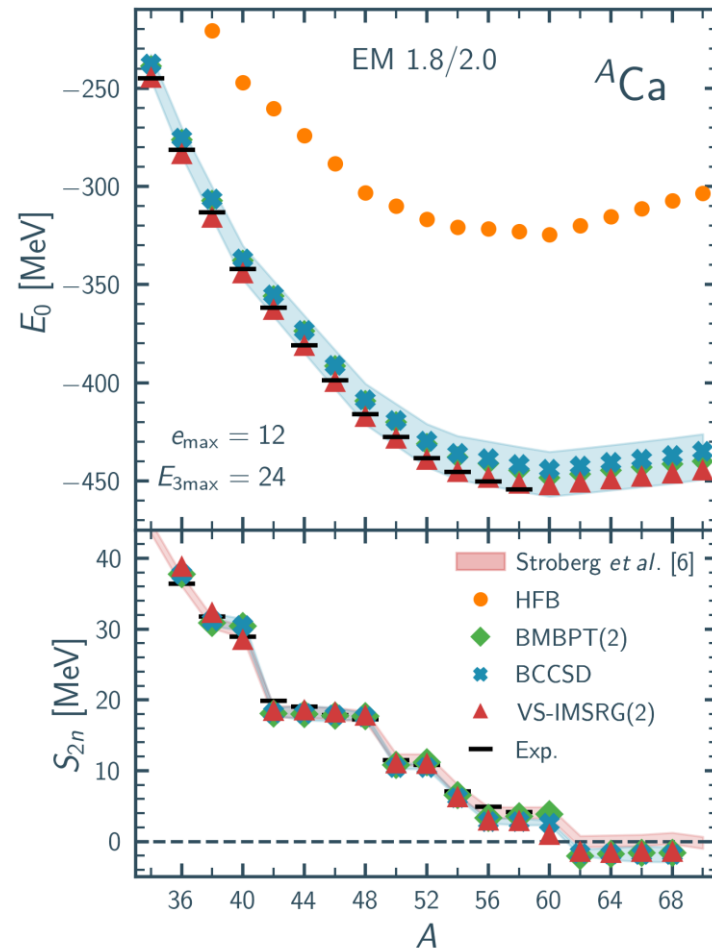 EM 1.8/2.0
ᴬCa
−250
−300
−350
−400
−450
E₀ [MeV]
eₘₐₓ = 12
E₃ₘₐₓ = 24
40
30
20
10
0
S₂ₙ [MeV]
Stroberg et al. [6]
HFB
BMBPT(2)
BCCSD
VS-IMSRG(2)
Exp.
36 40 44 48 52 56 60 64 68
A